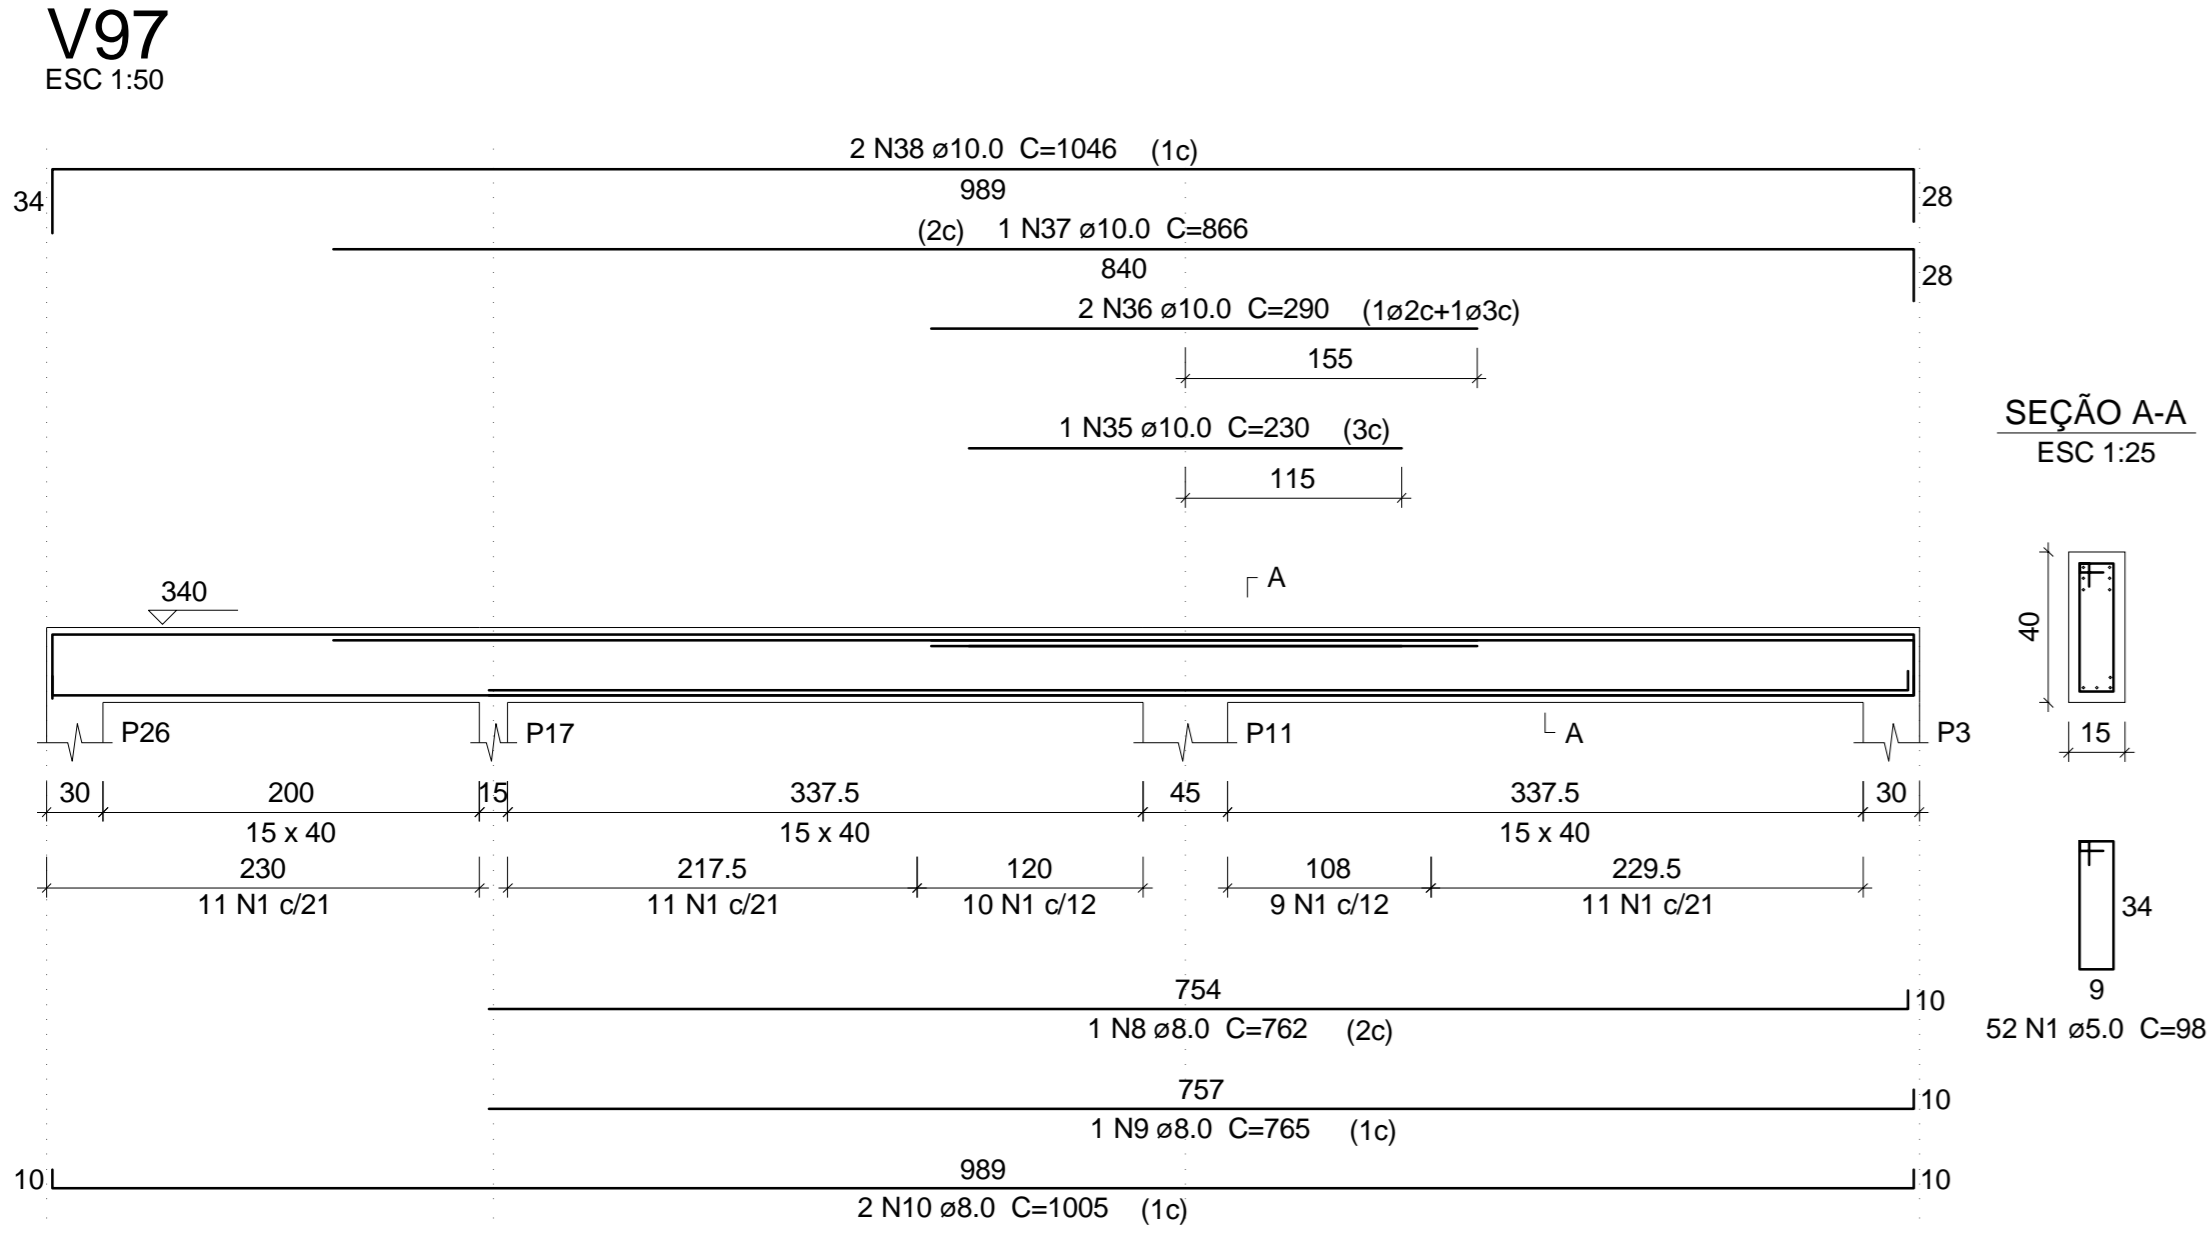 V97
ESC 1:50
2 N38 ø10.0 C=1046 (1c)
34
989
28
(2c) 1 N37 ø10.0 C=866
840
28
2 N36 ø10.0 C=290 (1ø2c+1ø3c)
155
1 N35 ø10.0 C=230 (3c)
115
SEÇÃO A-A
ESC 1:25
340
A
40
15
P26
P17
P11
A
P3
30 200 15 337.5 45 337.5 30
15 x 40 15 x 40 15 x 40
230 217.5 120 108 229.5
11 N1 c/21 11 N1 c/21 10 N1 c/12 9 N1 c/12 11 N1 c/21
34
9
52 N1 ø5.0 C=98
754
10
1 N8 ø8.0 C=762 (2c)
757
10
1 N9 ø8.0 C=765 (1c)
10
989
10
2 N10 ø8.0 C=1005 (1c)